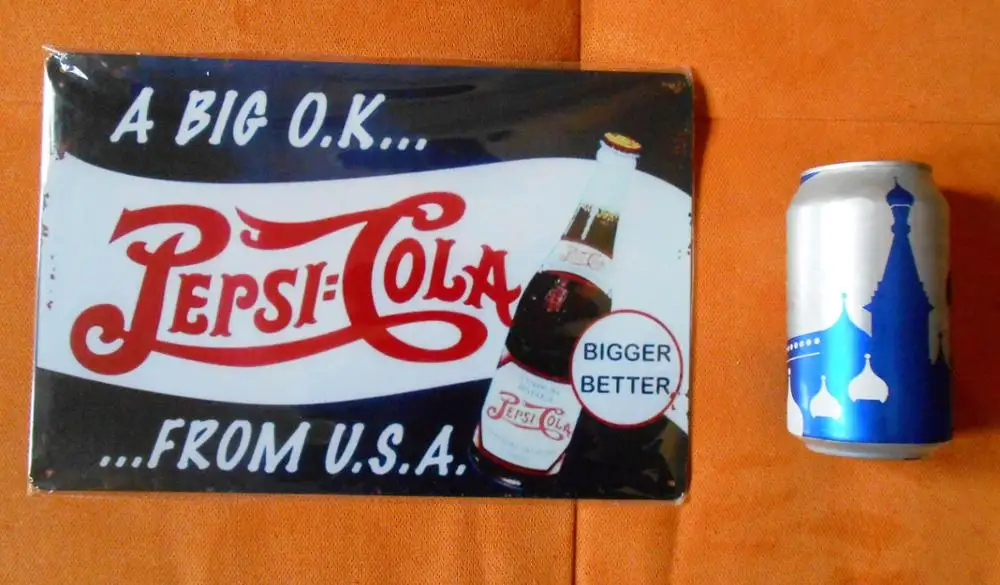 A BIG O.K...
PEPSI=COLA
BIGGER
BETTER
PEPSI=COLA
...FROM U.S.A.